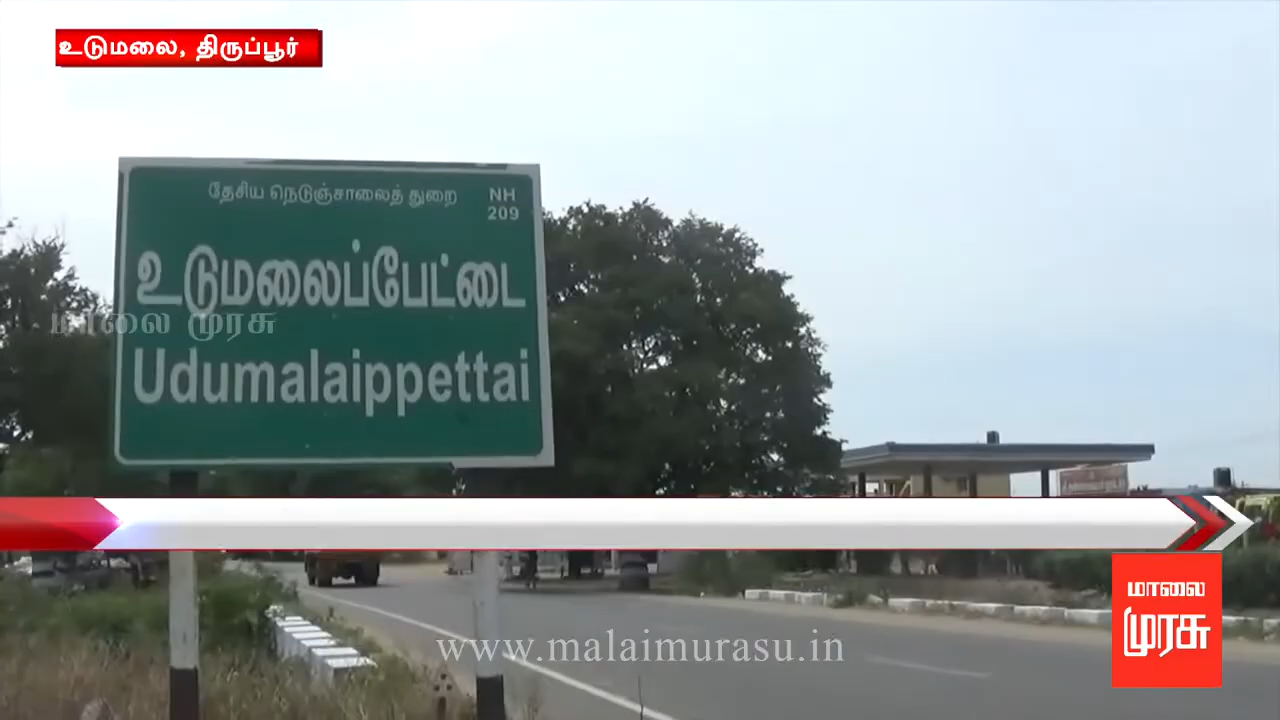 உடுமலை, திருப்பூர்
தேசிய நெடுஞ்சாலைத் துறை
NH
209
உடுமலைப்பேட்டை
மாலை முரசு
Udumalaippettai
மாலை
முரசு
www.malaimurasu.in